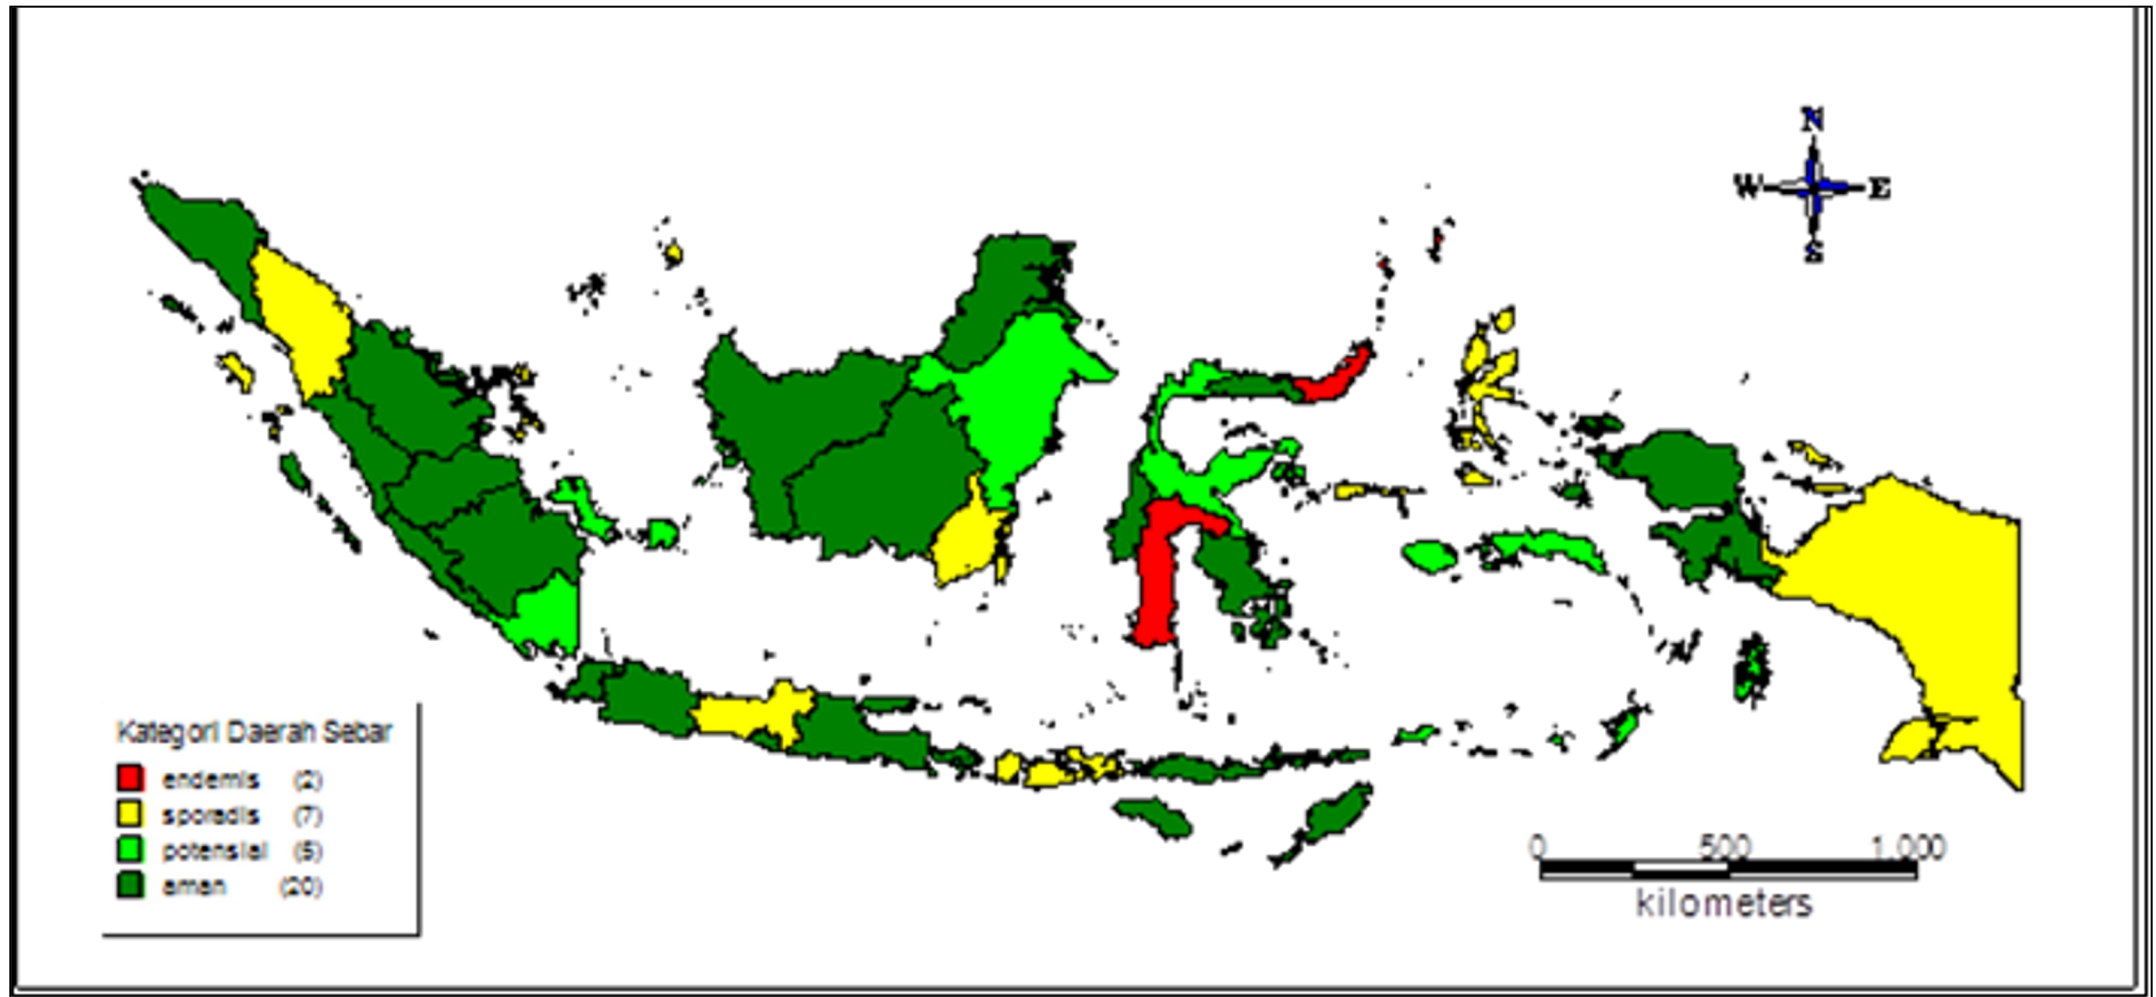 N
W E
S
Kategori Daerah Sebar
endemis (2)
sporadis (7)
potensial (5)
aman (20)
0 500 1,000
kilometers